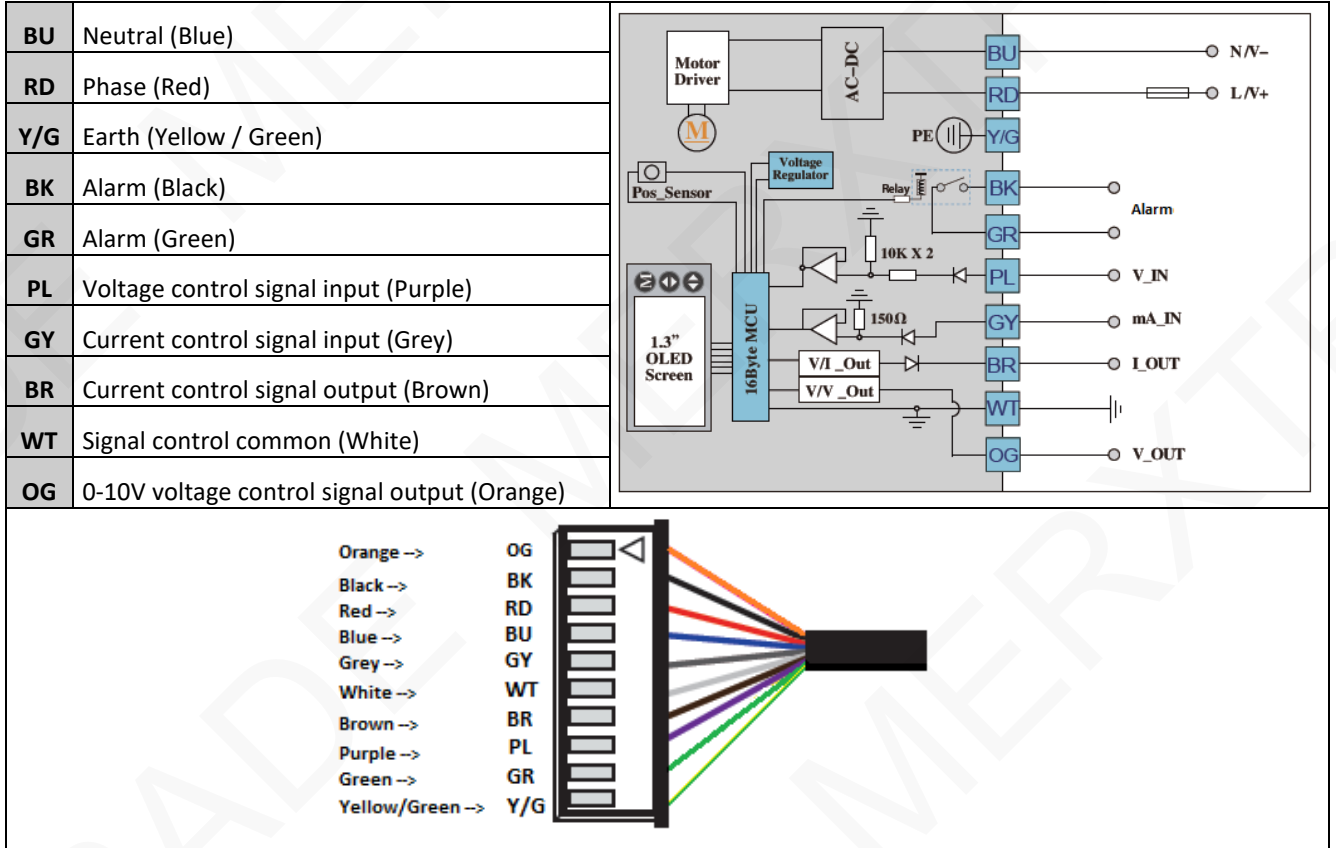 BU Neutral (Blue)
RD Phase (Red)
Y/G Earth (Yellow / Green)
BK Alarm (Black)
GR Alarm (Green)
PL Voltage control signal input (Purple)
GY Current control signal input (Grey)
BR Current control signal output (Brown)
WT Signal control common (White)
OG 0-10V voltage control signal output (Orange)
Motor
Driver
M
AC-DC
BU
N/V-
RD
L/V+
PE
Y/G
Pos_Sensor
Voltage
Regulator
Relay
BK
Alarm
GR
10K X 2
PL
V_IN
150Ω
GY
mA_IN
1.3”
OLED
Screen
16Byte MCU
V/I _Out
BR
I_OUT
V/V _Out
WT
OG
V_OUT
Orange --> OG
Black --> BK
Red --> RD
Blue --> BU
Grey --> GY
White --> WT
Brown --> BR
Purple --> PL
Green --> GR
Yellow/Green --> Y/G